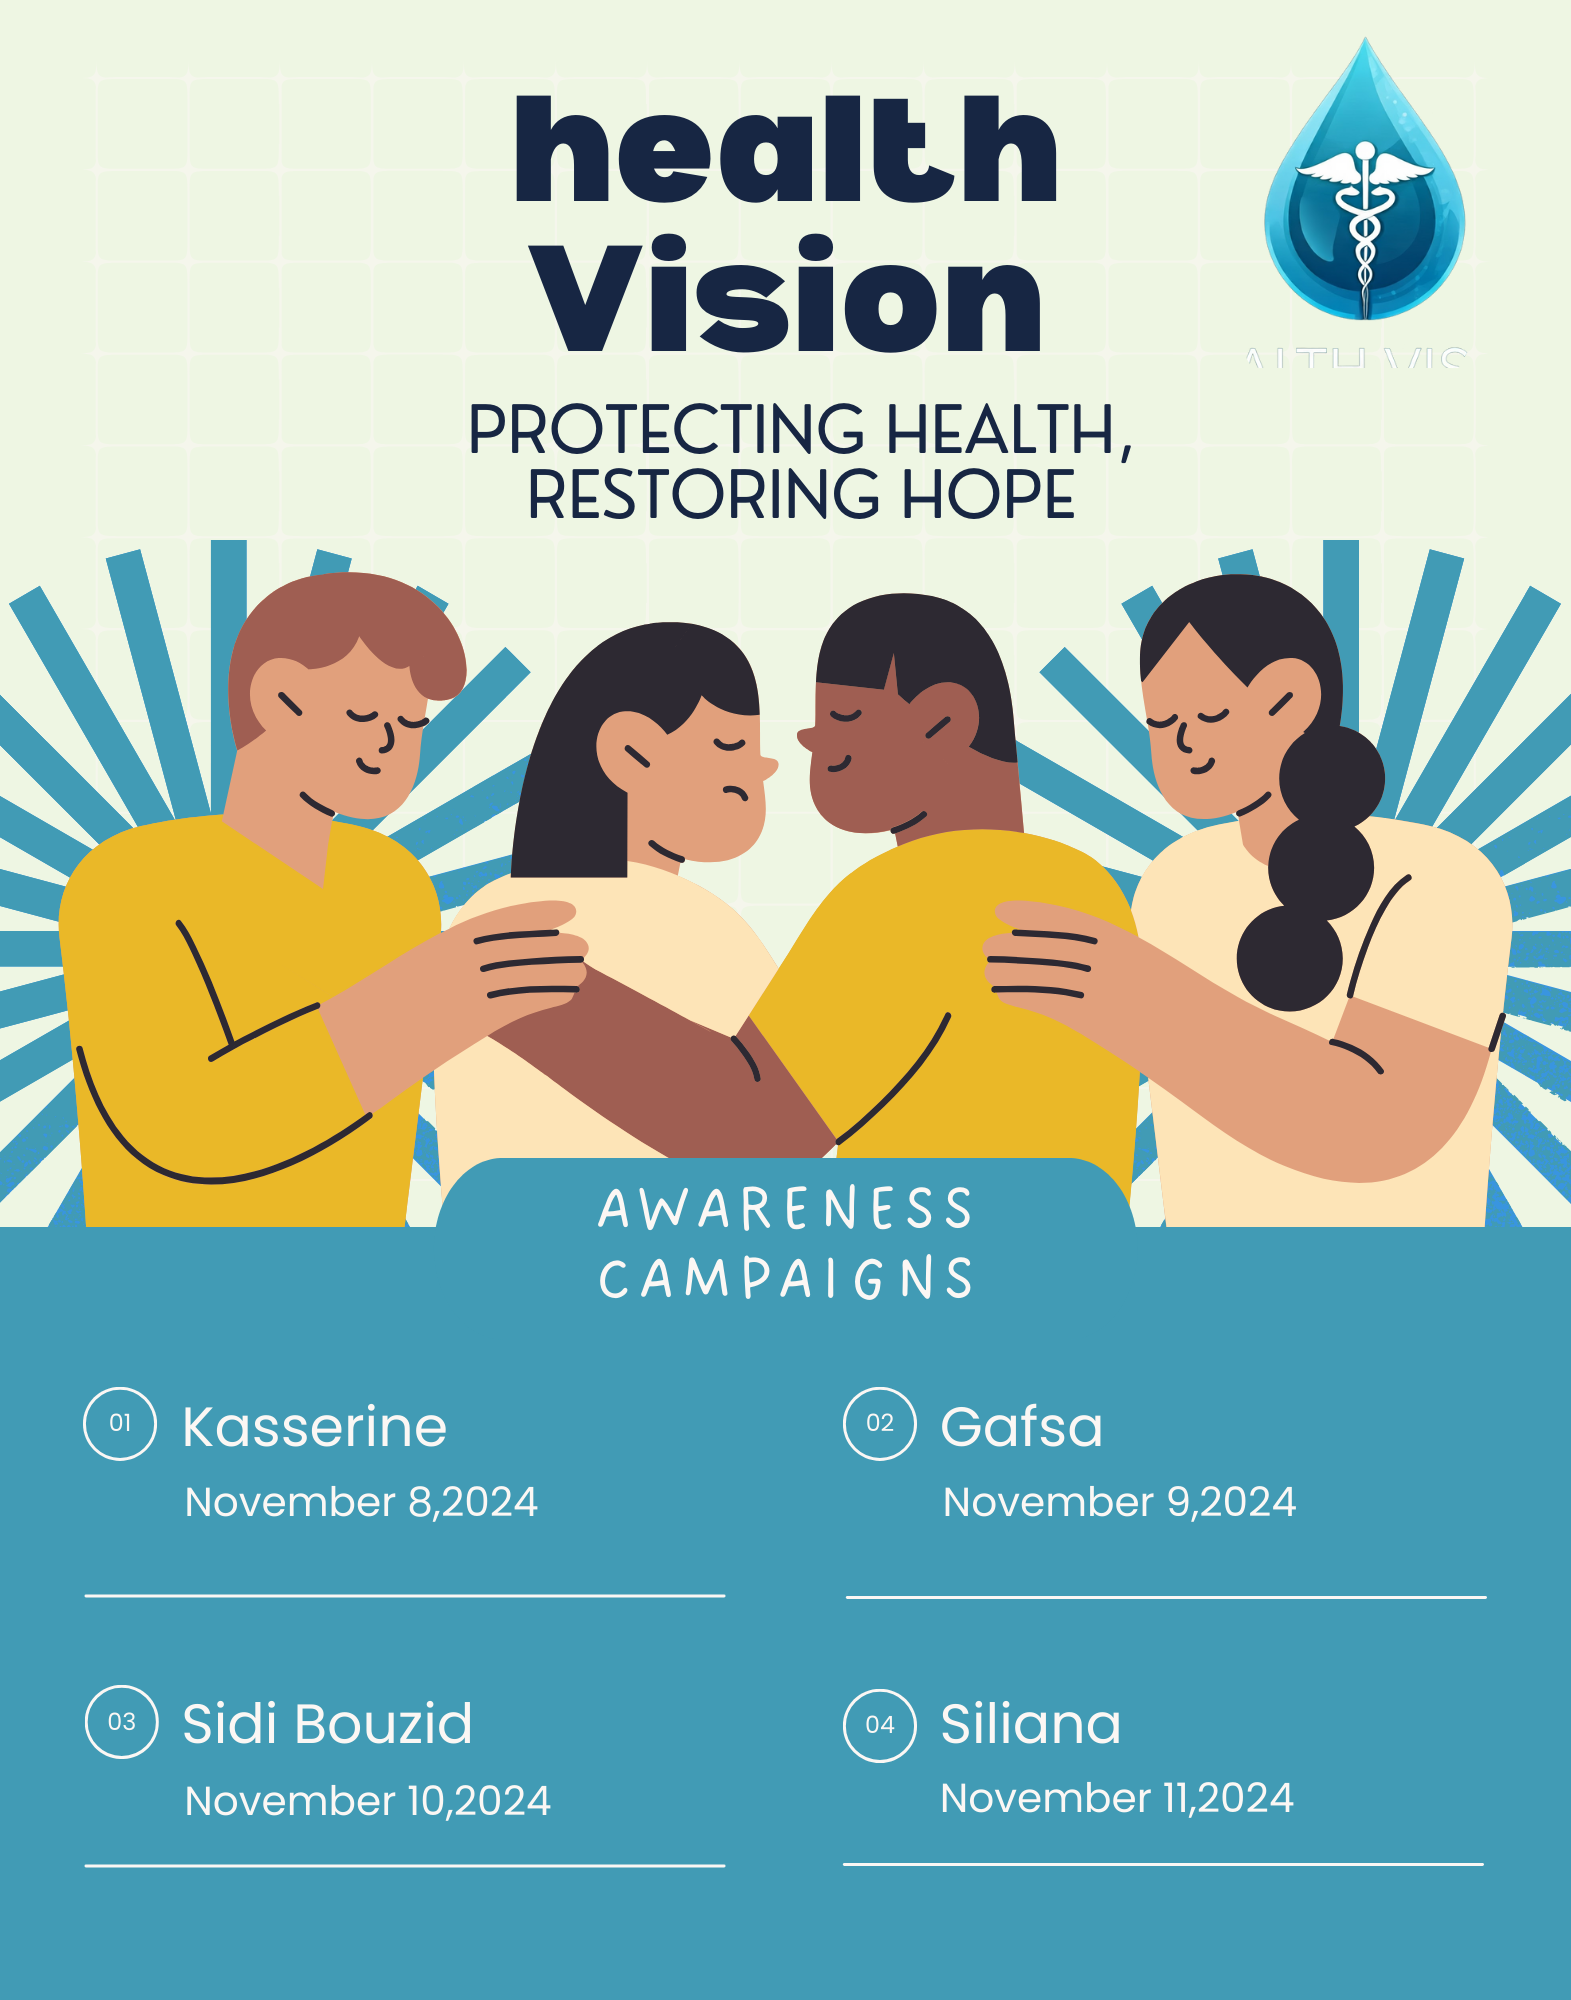 health
Vision
PROTECTING HEALTH,
RESTORING HOPE
AWARENESS
CAMPAIGNS
01 Kasserine
November 8,2024
02 Gafsa
November 9,2024
03 Sidi Bouzid
November 10,2024
04 Siliana
November 11,2024